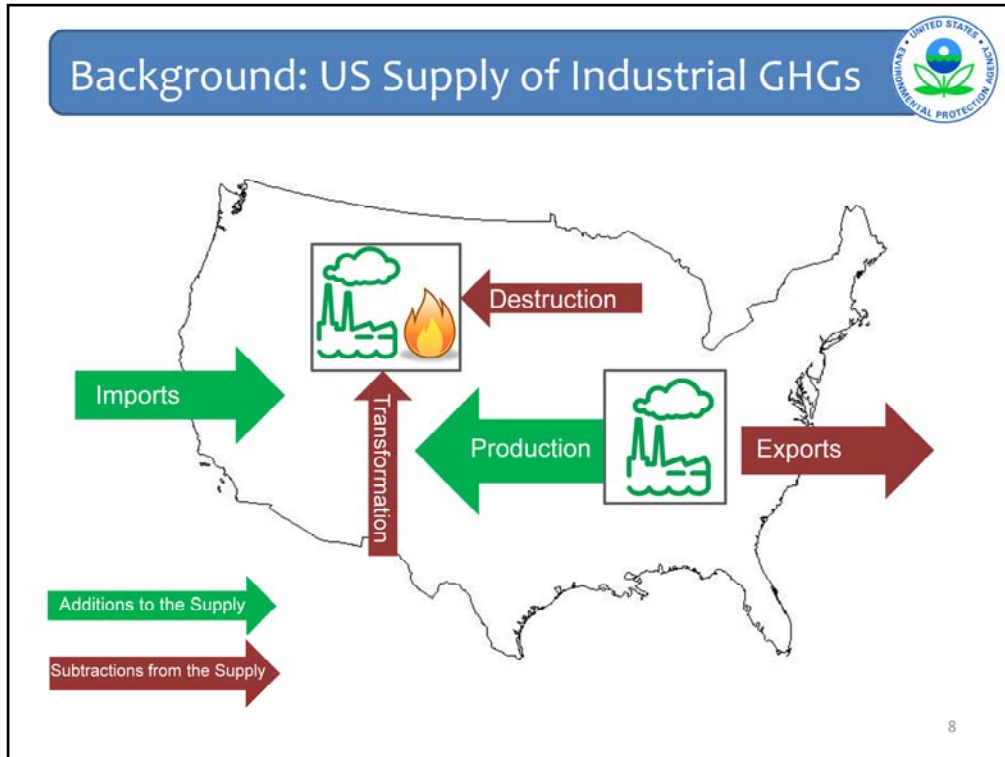 Background: US Supply of Industrial GHGs
UNITED STATES
ENVIRONMENTAL PROTECTION AGENCY
Destruction
Imports
Transformation
Production
Exports
Additions to the Supply
Subtractions from the Supply
8